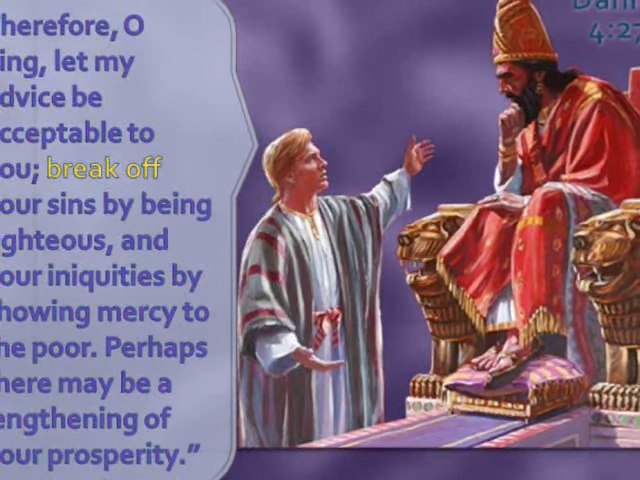 herefore, O
ing, let my
dvice be
cceptable to
ou; break off
our sins by being
ighteous, and
our iniquities by
howing mercy to
he poor. Perhaps
here may be a
engthening of
our prosperity.”
Dani
4:27